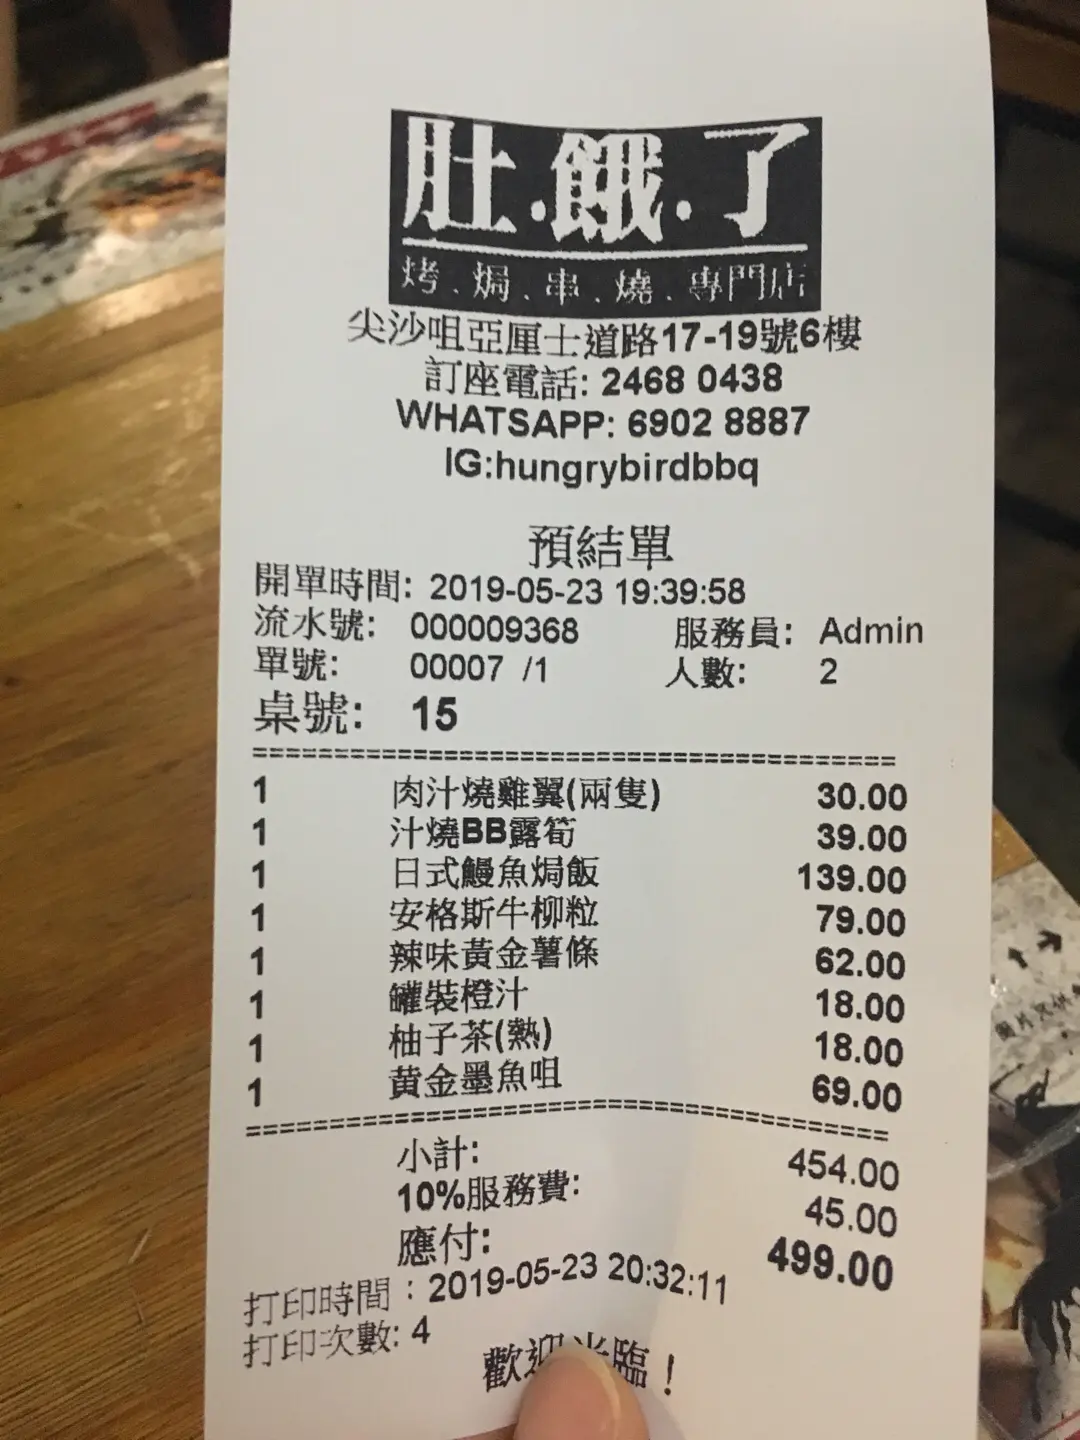 肚.餓.了
烤.焗.串.燒.專門店
尖沙咀亞厘士道路17-19號6樓
訂座電話: 2468 0438
WHATSAPP: 6902 8887
IG:hungrybirdbbq
預結單
開單時間: 2019-05-23 19:39:58
流水號: 000009368 服務員: Admin
單號: 00007 /1 人數: 2
桌號: 15
1 肉汁燒雞翼(兩隻) 30.00
1 汁燒BB露筍 39.00
1 日式鰻魚焗飯 139.00
1 安格斯牛柳粒 79.00
1 辣味黃金薯條 62.00
1 罐裝橙汁 18.00
1 柚子茶(熱) 18.00
1 黃金墨魚咀 69.00
小計: 454.00
10%服務費: 45.00
應付: 499.00
打印時間：2019-05-23 20:32:11
打印次數: 4
歡迎光臨！